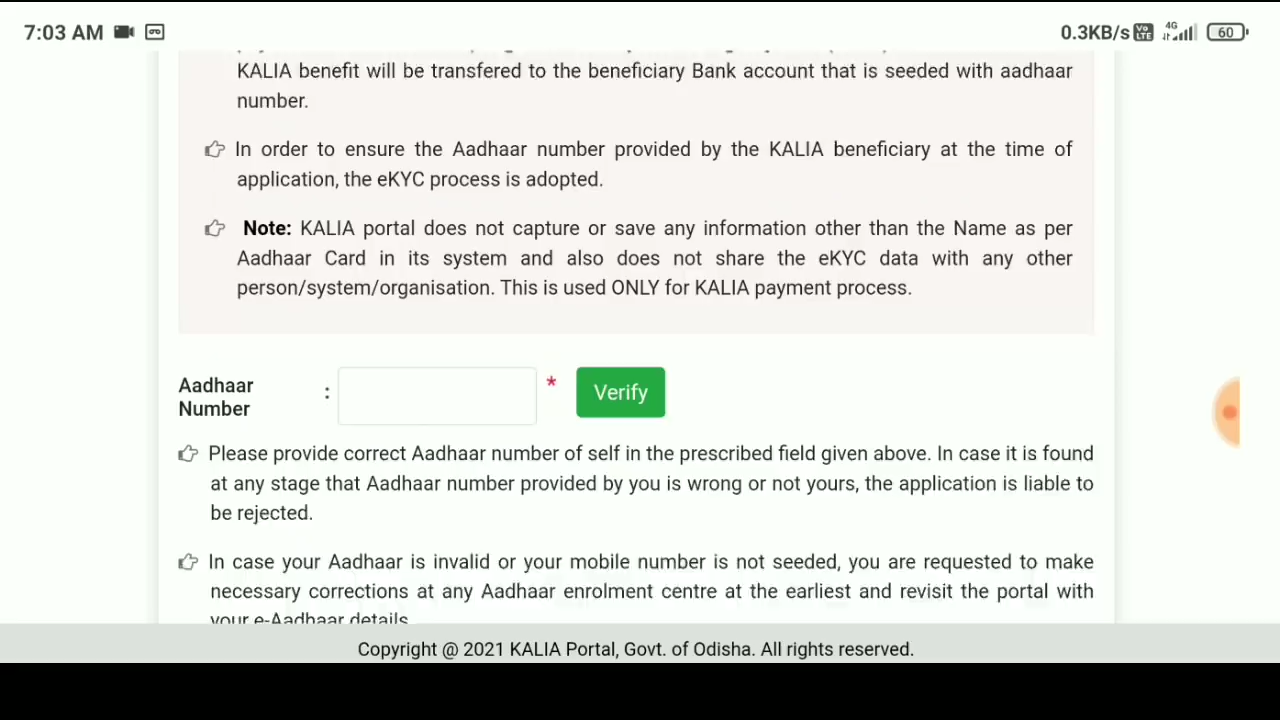 7:03 AM
0.3KB/s Vo LTE 4G 60
KALIA benefit will be transfered to the beneficiary Bank account that is seeded with aadhaar
number.
In order to ensure the Aadhaar number provided by the KALIA beneficiary at the time of
application, the eKYC process is adopted.
Note: KALIA portal does not capture or save any information other than the Name as per
Aadhaar Card in its system and also does not share the eKYC data with any other
person/system/organisation. This is used ONLY for KALIA payment process.
Aadhaar
Number : * Verify
Please provide correct Aadhaar number of self in the prescribed field given above. In case it is found
at any stage that Aadhaar number provided by you is wrong or not yours, the application is liable to
be rejected.
In case your Aadhaar is invalid or your mobile number is not seeded, you are requested to make
necessary corrections at any Aadhaar enrolment centre at the earliest and revisit the portal with
your e-Aadhaar details
Copyright @ 2021 KALIA Portal, Govt. of Odisha. All rights reserved.